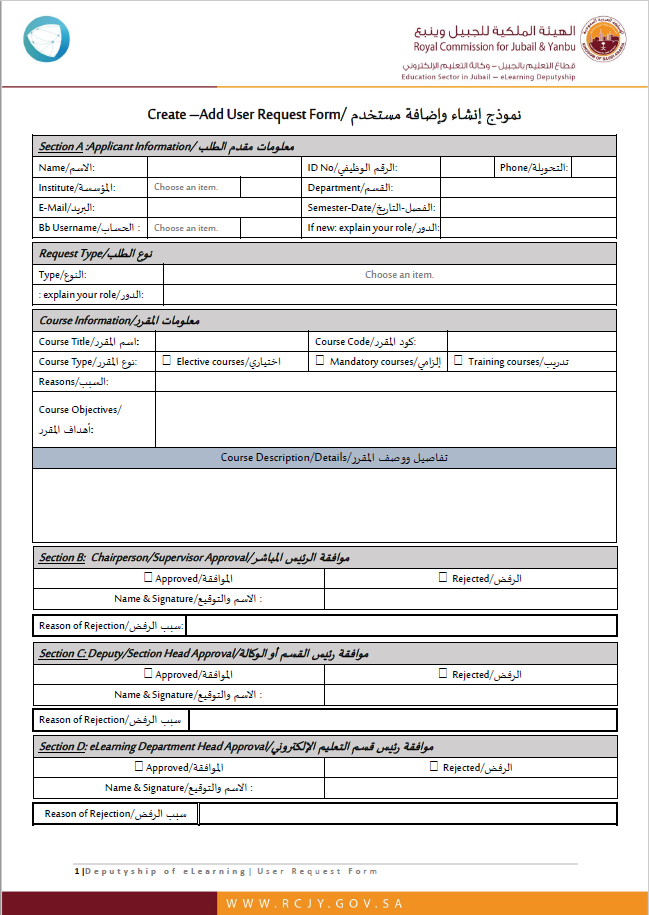 الهيئة الملكية للجبيل وينبع
Royal Commission for Jubail & Yanbu
قطاع التعليم بالجبيل – وكالة التعليم الإلكتروني
Education Sector in Jubail – eLearning Deputyship
Create –Add User Request Form/ نموذج إنشاء وإضافة مستخدم
Section A :Applicant Information/ معلومات مقدم الطلب
Name/الاسم: ID No/الرقم الوظيفي: Phone/التحويلة:
Institute/المؤسسة: Choose an item. Department/القسم:
E-Mail/البريد: Semester-Date/الفصل-التاريخ:
Bb Username/الحساب : Choose an item. If new: explain your role/الدور:
Request Type/نوع الطلب
Type/النوع: Choose an item.
: explain your role/الدور:
Course Information/معلومات المقرر
Course Title/اسم المقرر: Course Code/كود المقرر:
Course Type/نوع المقرر: ☐ Elective courses/اختياري ☐ Mandatory courses/إلزامي ☐ Training courses/تدريب
Reasons/السبب:
Course Objectives/
أهداف المقرر:
Course Description/Details/تفاصيل ووصف المقرر
Section B: Chairperson/Supervisor Approval/موافقة الرئيس المباشر
☐ Approved/الموافقة ☐ Rejected/الرفض
Name & Signature/الاسم والتوقيع :
Reason of Rejection/سبب الرفض:
Section C: Deputy/Section Head Approval/موافقة رئيس القسم أو الوكالة
☐ Approved/الموافقة ☐ Rejected/الرفض
Name & Signature/الاسم والتوقيع :
Reason of Rejection/سبب الرفض
Section D: eLearning Department Head Approval/موافقة رئيس قسم التعليم الإلكتروني
☐ Approved/الموافقة ☐ Rejected/الرفض
Name & Signature/الاسم والتوقيع :
Reason of Rejection/سبب الرفض
1|Deputyship of eLearning| User Request Form
WWW.RCJY.GOV.SA